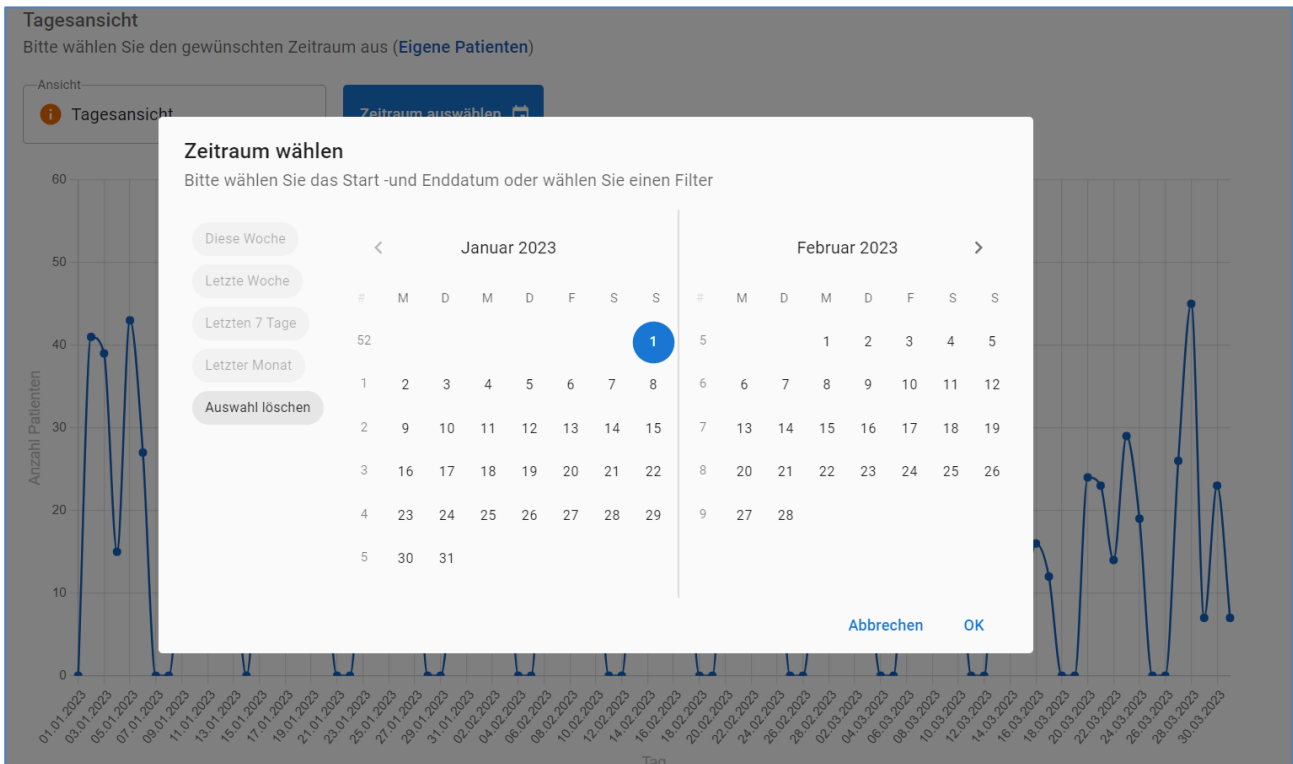 Tagesansicht
Bitte wählen Sie den gewünschten Zeitraum aus (Eigene Patienten)
Ansicht
Tagesansicht
Zeitraum auswählen
Zeitraum wählen
Bitte wählen Sie das Start -und Enddatum oder wählen Sie einen Filter
Diese Woche
Letzte Woche
Letzten 7 Tage
Letzter Monat
Auswahl löschen
Januar 2023
# M D M D F S S
52 1
1 2 3 4 5 6 7 8
2 9 10 11 12 13 14 15
3 16 17 18 19 20 21 22
4 23 24 25 26 27 28 29
5 30 31
Februar 2023
# M D M D F S S
5 1 2 3 4 5
6 6 7 8 9 10 11 12
7 13 14 15 16 17 18 19
8 20 21 22 23 24 25 26
9 27 28
Abbrechen OK
Anzahl Patienten
60
50
40
30
20
10
0
01.01.2023
03.01.2023
05.01.2023
07.01.2023
09.01.2023
11.01.2023
13.01.2023
15.01.2023
17.01.2023
19.01.2023
21.01.2023
23.01.2023
25.01.2023
27.01.2023
29.01.2023
31.01.2023
02.02.2023
04.02.2023
06.02.2023
08.02.2023
10.02.2023
12.02.2023
14.02.2023
16.02.2023
18.02.2023
20.02.2023
22.02.2023
24.02.2023
26.02.2023
28.02.2023
02.03.2023
04.03.2023
06.03.2023
08.03.2023
10.03.2023
12.03.2023
14.03.2023
16.03.2023
18.03.2023
20.03.2023
22.03.2023
24.03.2023
26.03.2023
28.03.2023
30.03.2023
Tag